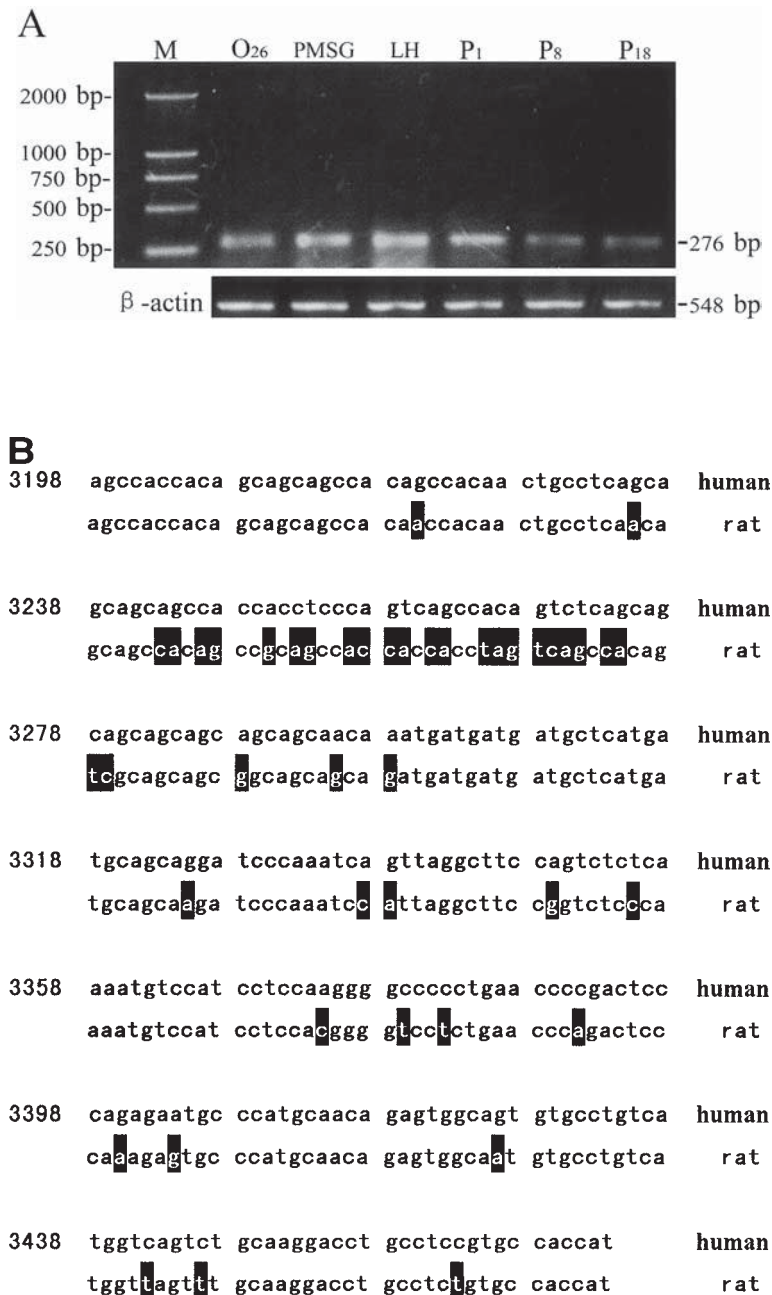 A
M O26 PMSG LH P1 P8 P18
2000 bp-
1000 bp-
750 bp-
500 bp-
250 bp-
-276 bp
β-actin
-548 bp
B
3198 agccaccaca gcagcagcca cagccacaa ctgcctcagca human
agccaccaca gcagcagcca caaccacaa ctgcctcaaca rat
3238 gcagcagcca ccacctccca gtcagccaca gtctcagcag human
gcagccacag ccgcagccac caccacctag tcagccacag rat
3278 cagcagcagc agcagcaaca aatgatgatg atgctcatga human
tcgcagcagc ggcagcagca gatgatgatg atgctcatga rat
3318 tgcagcagga tcccaaatca gttaggcttc cagtctctca human
tgcagcaaga tcccaaatcc attaggcttc cggtctccca rat
3358 aaatgtccat cctccaaggg gccccctgaa ccccgactcc human
aaatgtccat cctccacggg gtcctctgaa cccagactcc rat
3398 cagagaatgc ccatgcaaca gagtggcagt gtgcctgtca human
caaagagtgc ccatgcaaca gagtggcaat gtgcctgtca rat
3438 tggtcagtct gcaaggacct gcctccgtgc caccat human
tggttagttt gcaaggacct gcctctgtgc caccat rat